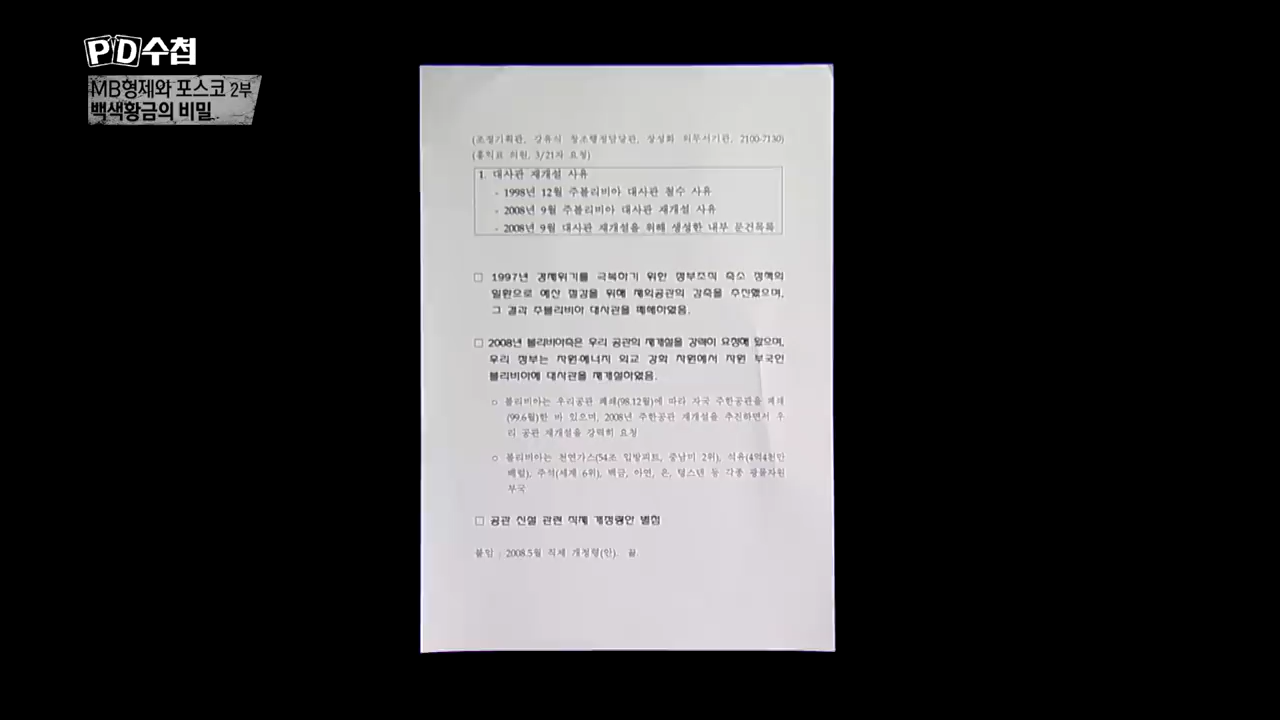 PD수첩
MB형제와 포스코 2부
백색황금의 비밀
(조정기획관, 강유식 창조행정담당관, 장성화 외무서기관, 2100-7130)
(홍익표 의원, 3/21자 요청)
1. 대사관 재개설 사유
- 1998년 12월 주볼리비아 대사관 철수 사유
- 2008년 9월 주볼리비아 대사관 재개설 사유
- 2008년 9월 대사관 재개설을 위해 생성한 내부 문건목록
□ 1997년 경제위기를 극복하기 위한 정부조직 축소 정책의
일환으로 예산 절감을 위해 재외공관의 감축을 추진했으며,
그 결과 주볼리비아 대사관을 폐쇄하였음.
□ 2008년 볼리비아측은 우리 공관의 재개설을 강력히 요청해 왔으며,
우리 정부는 자원·에너지 외교 강화 차원에서 자원 부국인
볼리비아에 대사관을 재개설하였음.
○ 볼리비아는 우리공관 폐쇄(98.12월)에 따라 자국 주한공관을 폐쇄
(99.6월)한 바 있으며, 2008년 주한공관 재개설을 추진하면서 우
리 공관 재개설을 강력히 요청
○ 볼리비아는 천연가스(54조 입방피트, 중남미 2위), 석유(4억4천만
배럴), 주석(세계 6위), 백금, 아연, 은, 텅스텐 등 각종 광물자원
부국
□ 공관 신설 관련 직제 개정령안 별첨
붙임 : 2008.5월 직제 개정령(안). 끝.